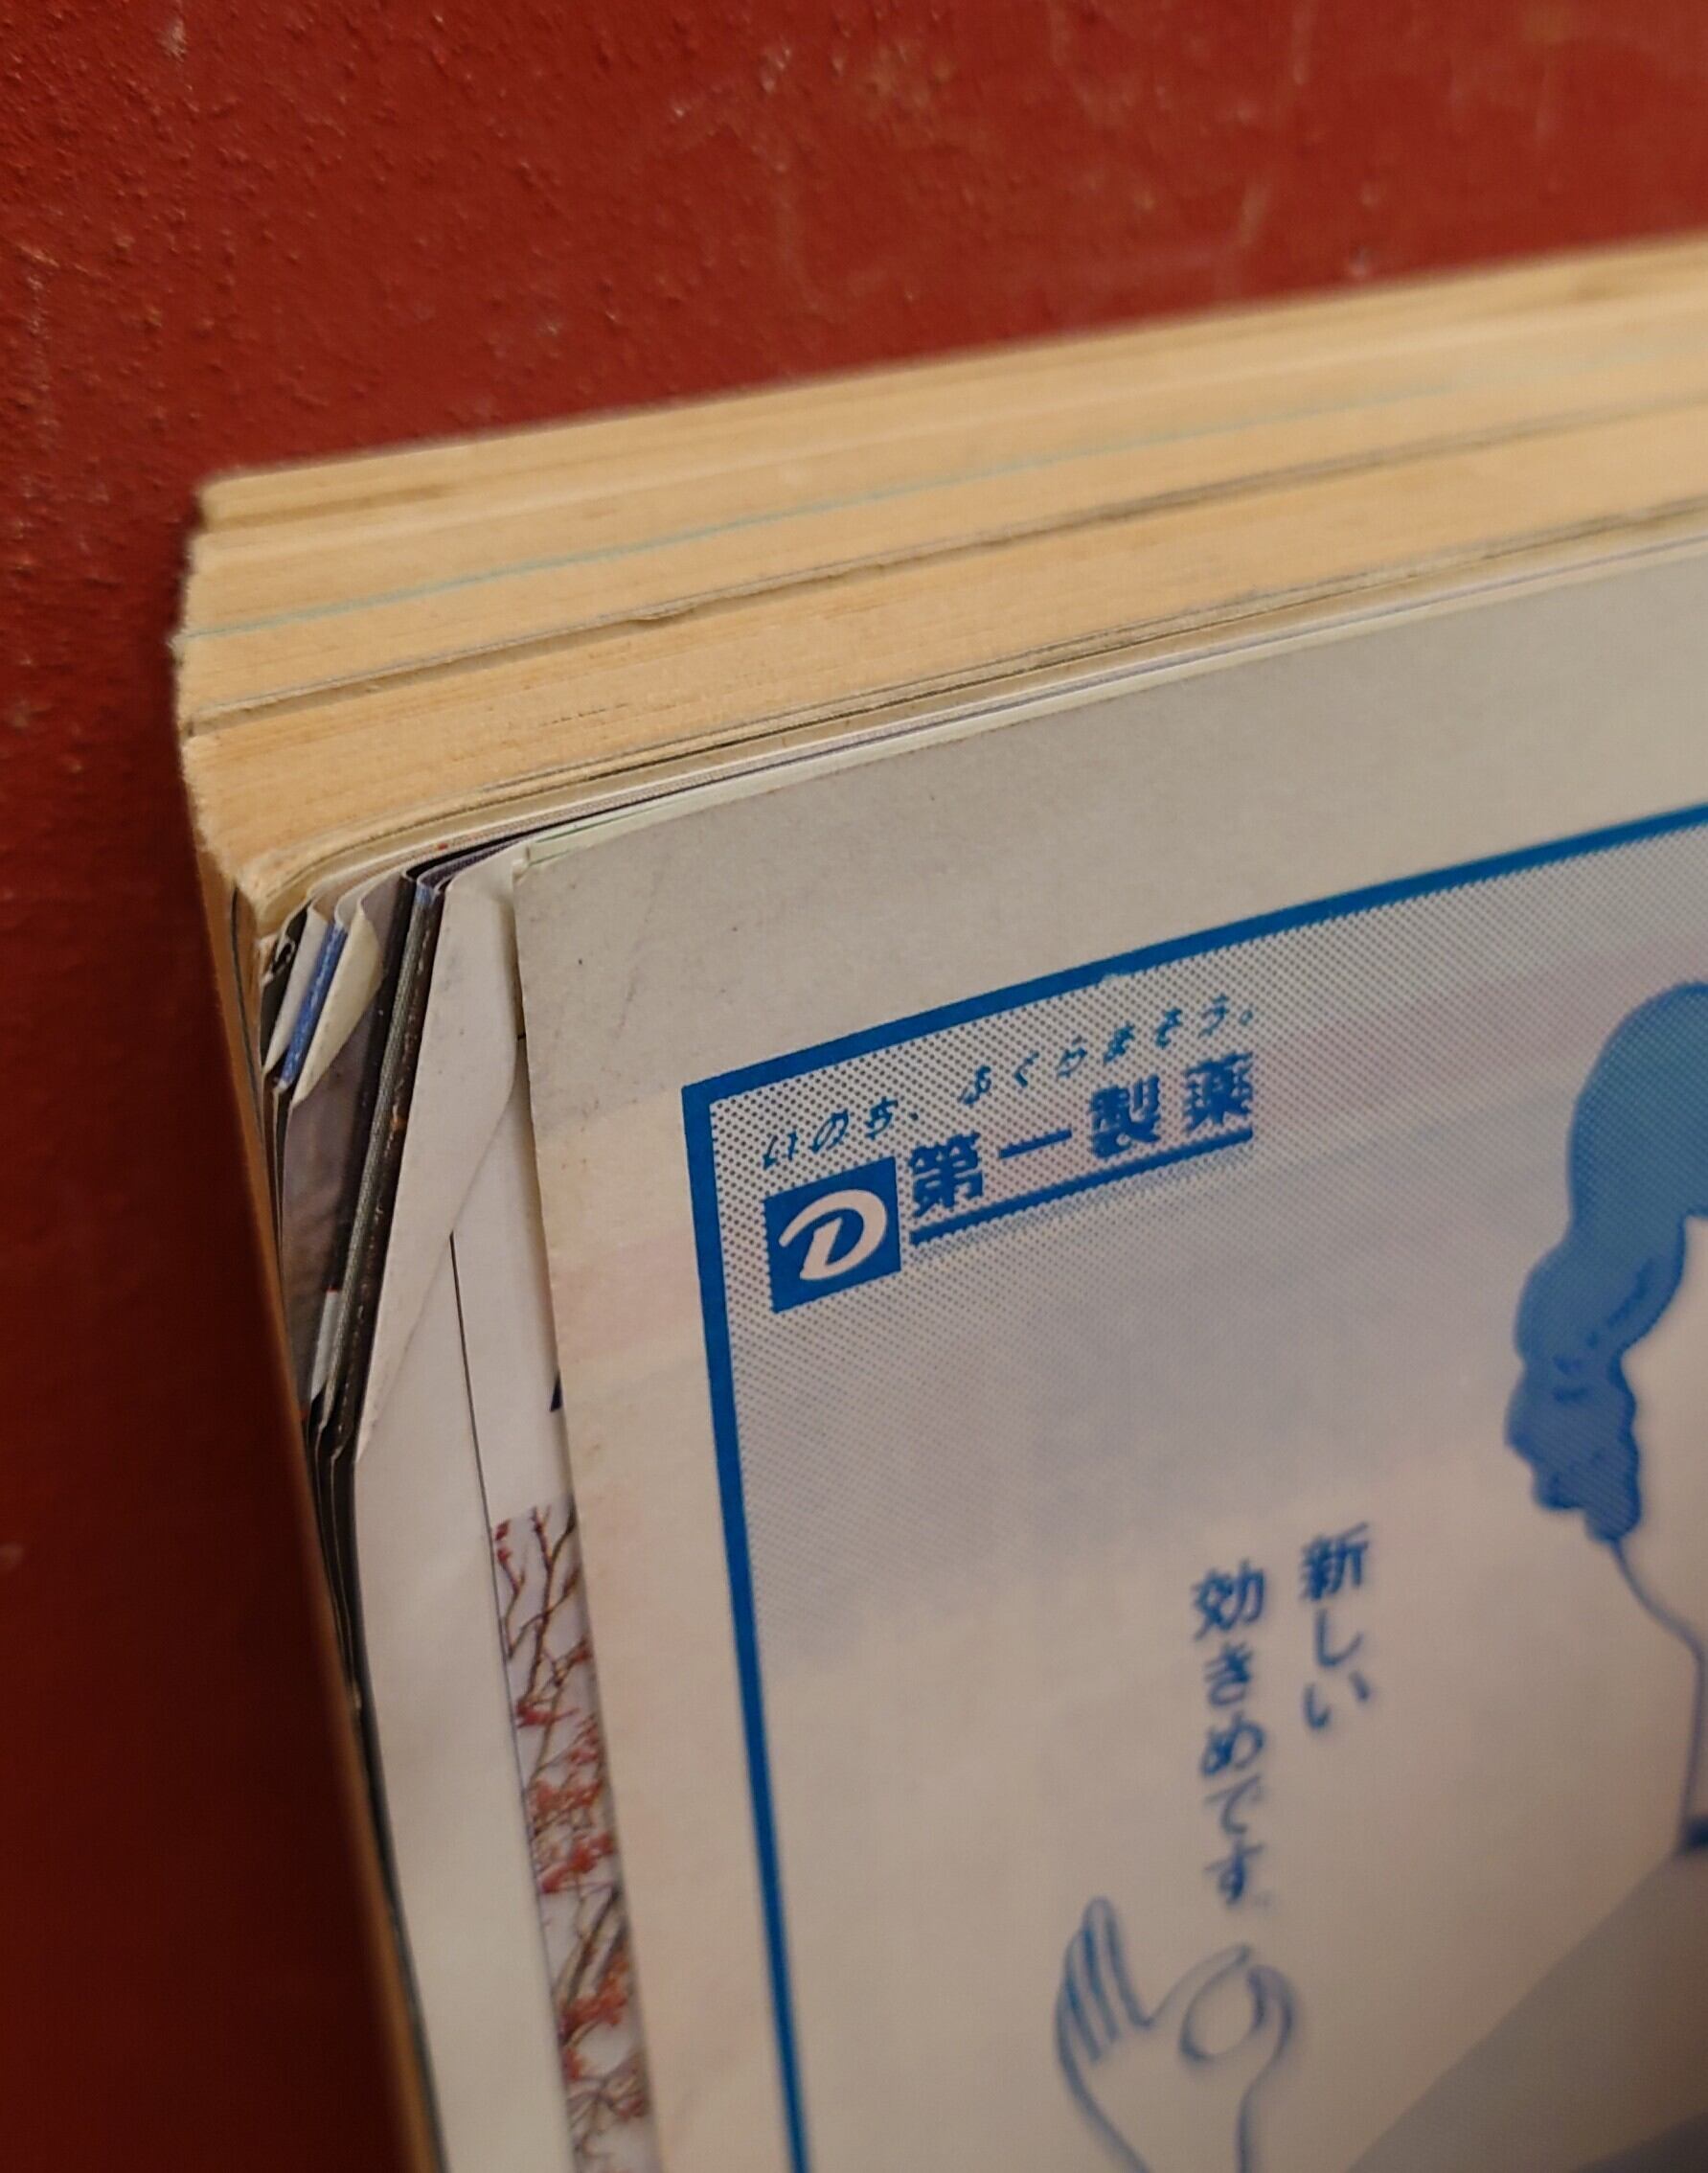 いのち、ふくらまそう。
D 第一製薬
新しい
効きめです。